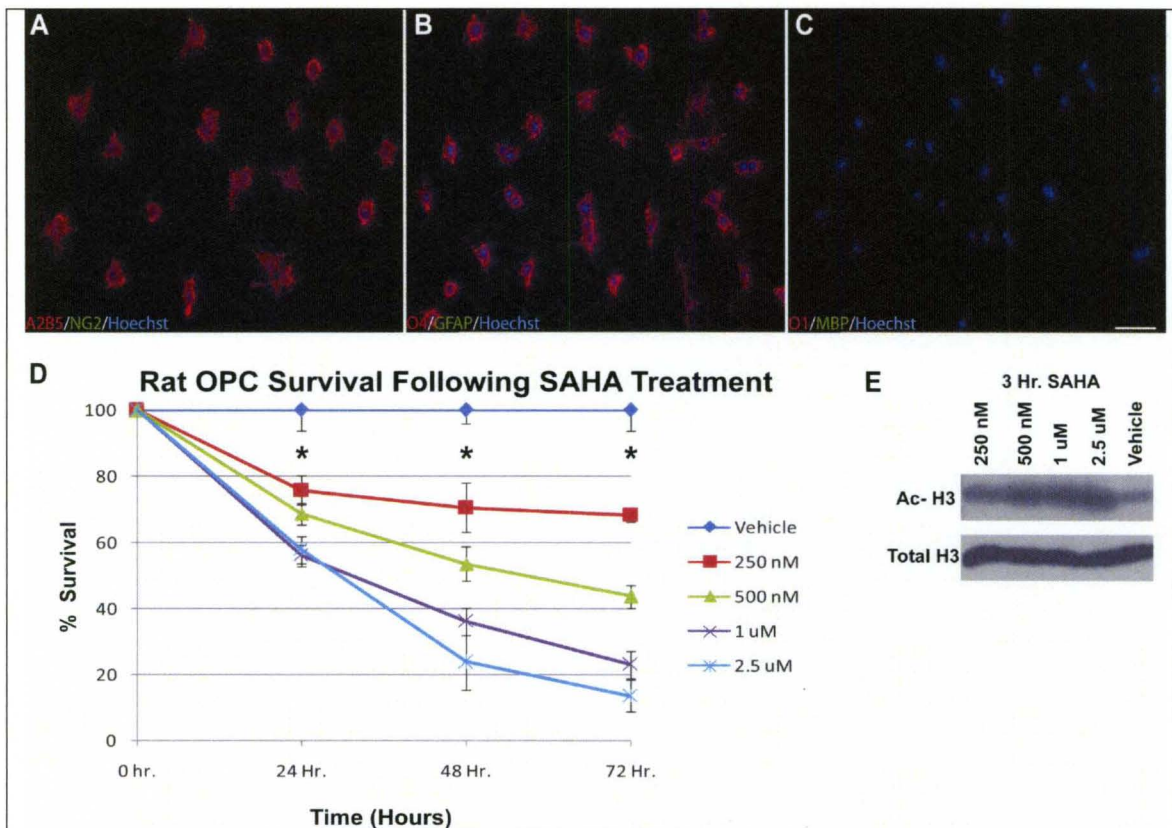 A
B
C
A2B5/NG2/Hoechst
O4/GFAP/Hoechst
O1/MBP/Hoechst
D
Rat OPC Survival Following SAHA Treatment
100
80
60
40
20
0
% Survival
* * *
0 hr.
24 Hr.
48 Hr.
72 Hr.
Time (Hours)
Vehicle
250 nM
500 nM
1 uM
2.5 uM
E
3 Hr. SAHA
250 nM
500 nM
1 uM
2.5 uM
Vehicle
Ac- H3
Total H3